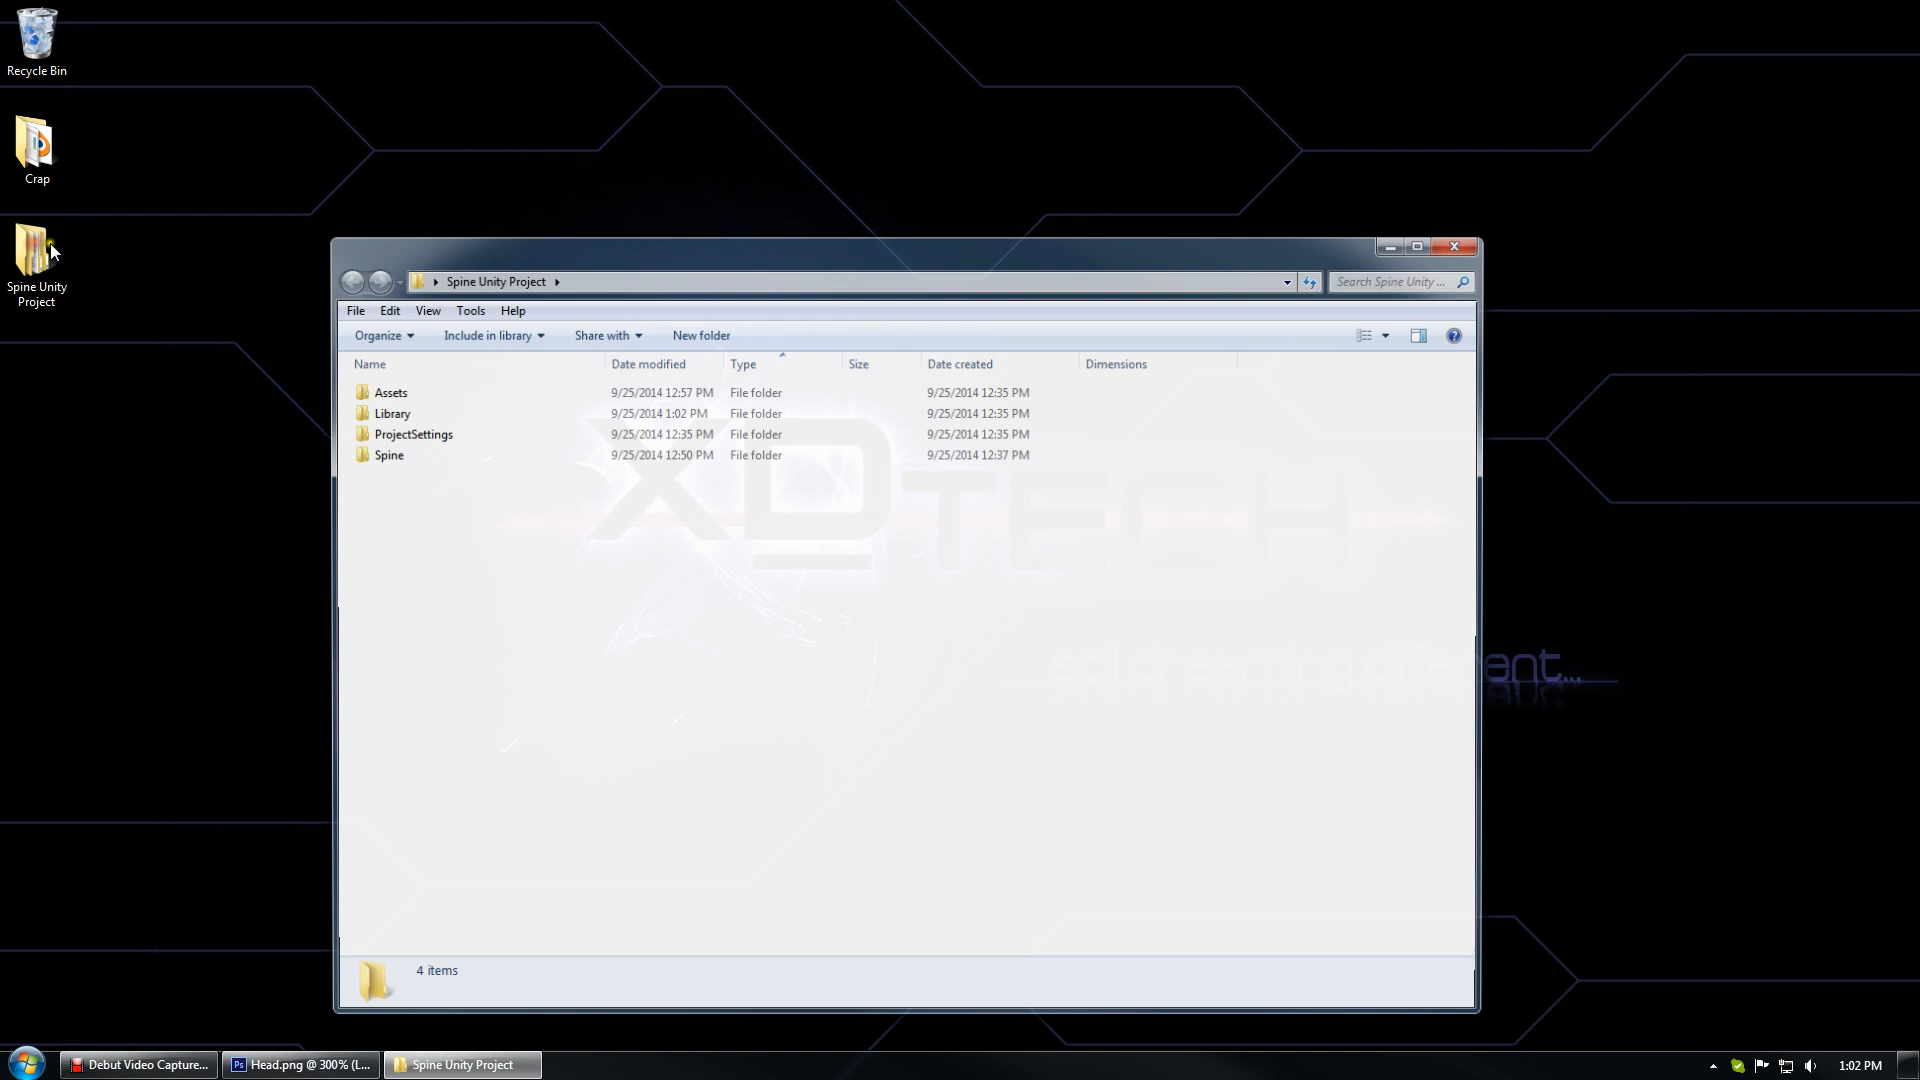 Recycle Bin
Crap
Spine Unity
Project
Spine Unity Project
Search Spine Unity ...
File Edit View Tools Help
Organize Include in library Share with New folder
Name Date modified Type Size Date created Dimensions
Assets 9/25/2014 12:57 PM File folder 9/25/2014 12:35 PM
Library 9/25/2014 1:02 PM File folder 9/25/2014 12:35 PM
ProjectSettings 9/25/2014 12:35 PM File folder 9/25/2014 12:35 PM
Spine 9/25/2014 12:50 PM File folder 9/25/2014 12:37 PM
XD TECH
4 items
Debut Video Capture... Ps Head.png @ 300% (L... Spine Unity Project 1:02 PM